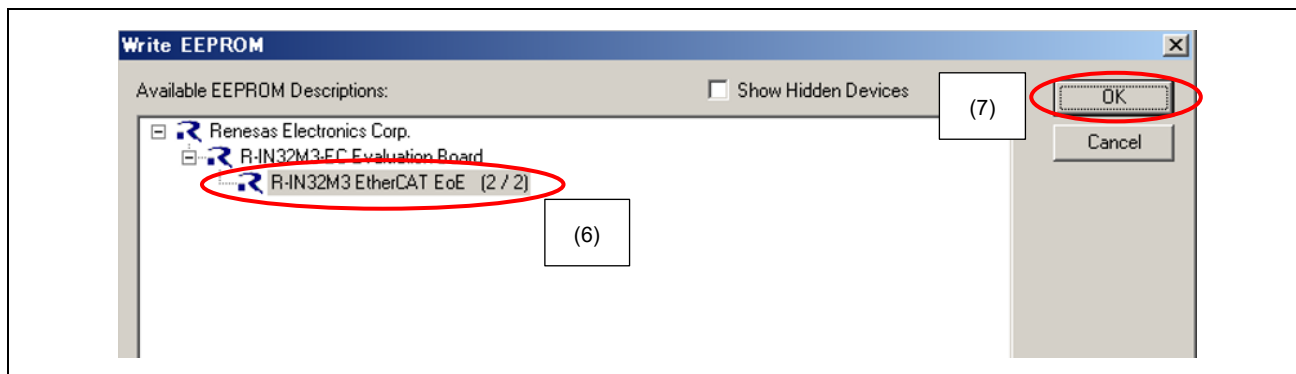 Write EEPROM
Available EEPROM Descriptions:
Show Hidden Devices
(7)
OK
Cancel
Renesas Electronics Corp.
R-IN32M3-EC Evaluation Board
R-IN32M3 EtherCAT EoE (2 / 2)
(6)